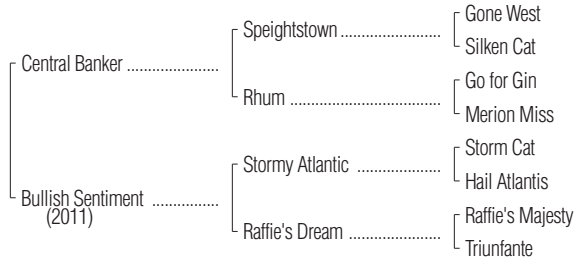 Gone West
Speightstown
Silken Cat
Central Banker
Go for Gin
Rhum
Merion Miss
Storm Cat
Stormy Atlantic
Hail Atlantis
Bullish Sentiment
(2011)
Raffie's Majesty
Raffie's Dream
Triunfante